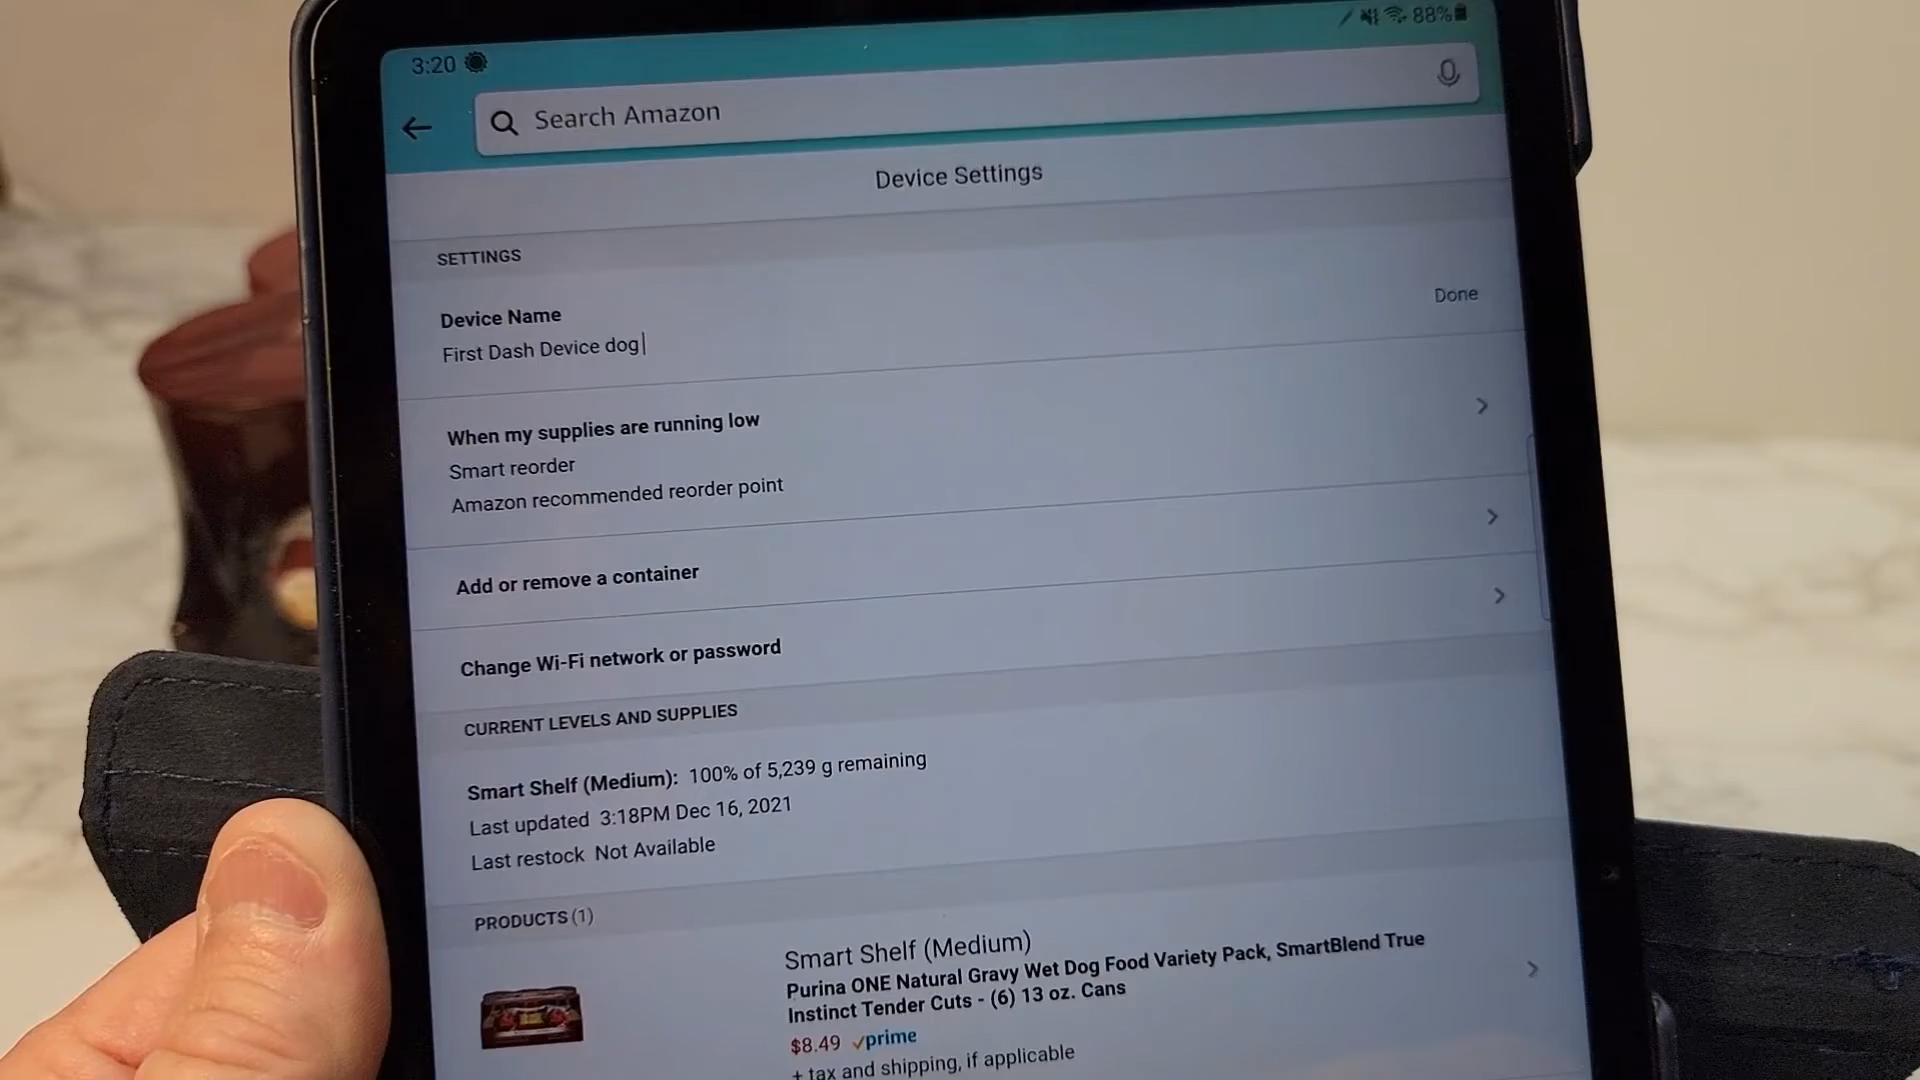 3:20
88%
Search Amazon
Device Settings
SETTINGS
Device Name
Done
First Dash Device dog
When my supplies are running low
Smart reorder
Amazon recommended reorder point
Add or remove a container
Change Wi-Fi network or password
CURRENT LEVELS AND SUPPLIES
Smart Shelf (Medium): 100% of 5,239 g remaining
Last updated 3:18PM Dec 16, 2021
Last restock Not Available
PRODUCTS (1)
Smart Shelf (Medium)
Purina ONE Natural Gravy Wet Dog Food Variety Pack, SmartBlend True
Instinct Tender Cuts - (6) 13 oz. Cans
$8.49 prime
+ tax and shipping, if applicable